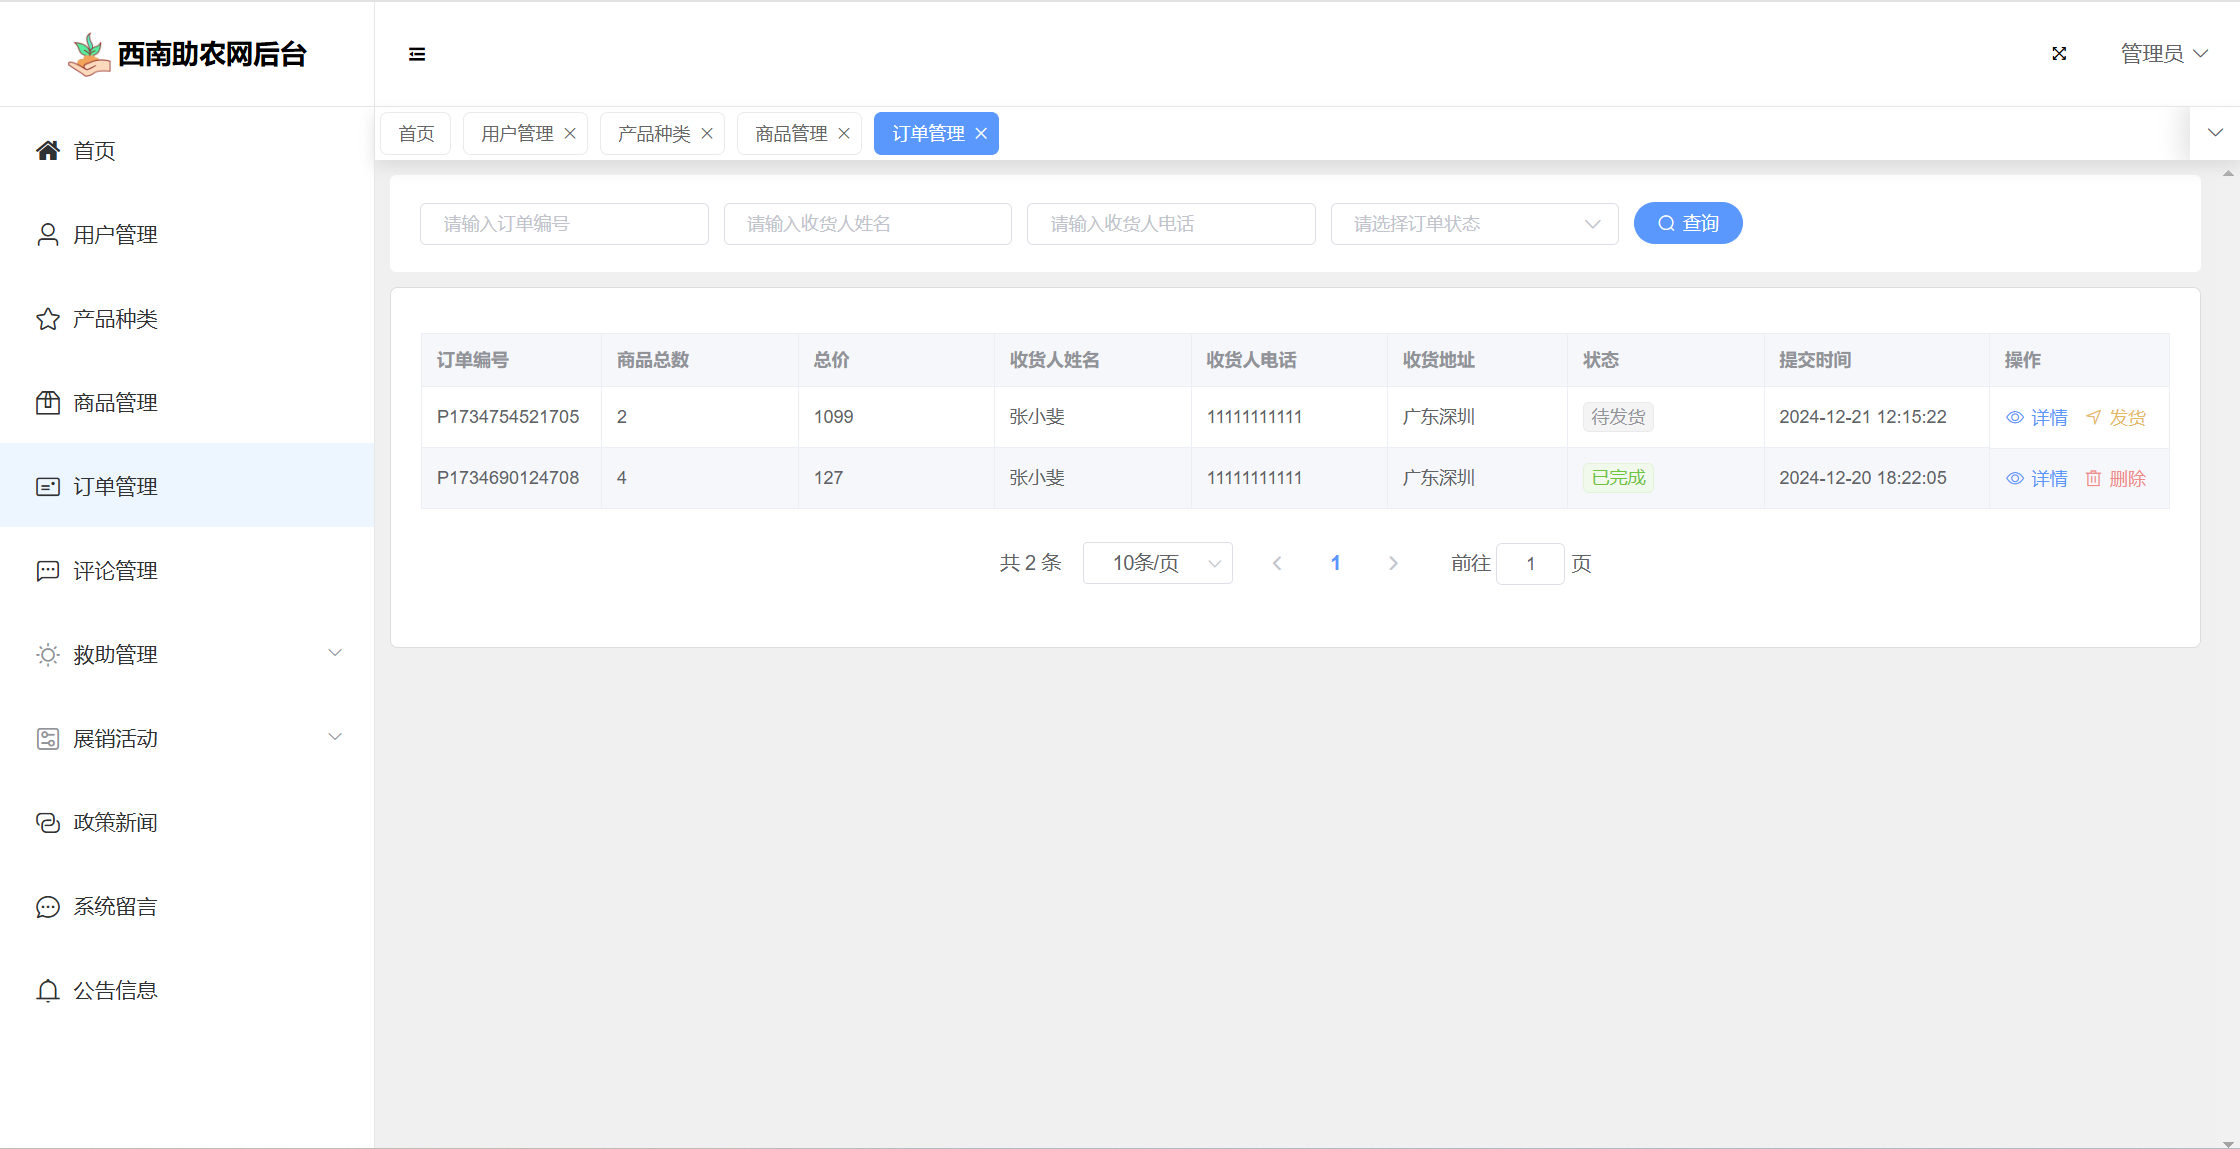 西南助农网后台
管理员
首页
用户管理
产品种类
商品管理
订单管理
评论管理
救助管理
展销活动
政策新闻
系统留言
公告信息
首页 用户管理 产品种类 商品管理 订单管理
请输入订单编号 请输入收货人姓名 请输入收货人电话 请选择订单状态 查询
订单编号 商品总数 总价 收货人姓名 收货人电话 收货地址 状态 提交时间 操作
P1734754521705 2 1099 张小斐 11111111111 广东深圳 待发货 2024-12-21 12:15:22 详情 发货
P1734690124708 4 127 张小斐 11111111111 广东深圳 已完成 2024-12-20 18:22:05 详情 删除
共 2 条 10条/页 1 前往 1 页